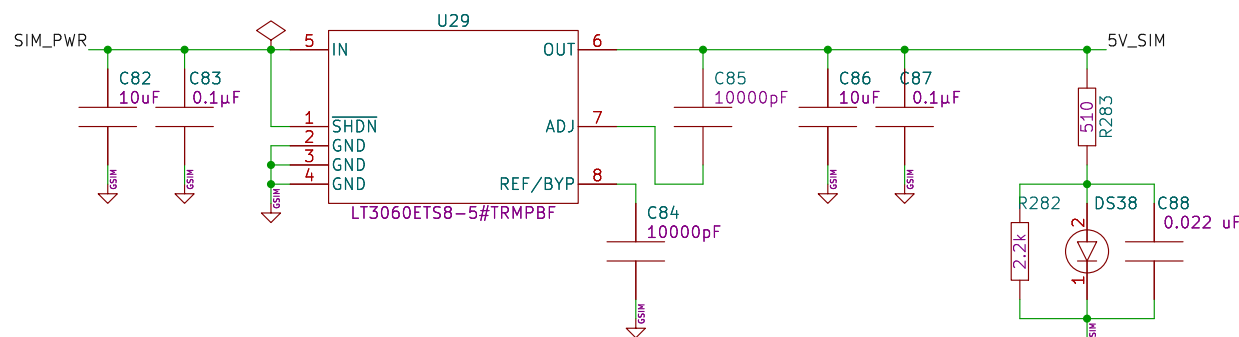 U29
SIM_PWR
5 IN
OUT 6
5V_SIM
C82
10uF
C83
0.1µF
C85
10000pF
C86
10uF
C87
0.1µF
1 SHDN
ADJ 7
2 GND
3 GND
4 GND
REF/BYP 8
510
R283
GSIM
GSIM
GSIM
GSIM
GSIM
LT3060ETS8-5#TRMPBF
C84
10000pF
R282
2.2k
DS38
2
1
C88
0.022 uF
GSIM
SIM